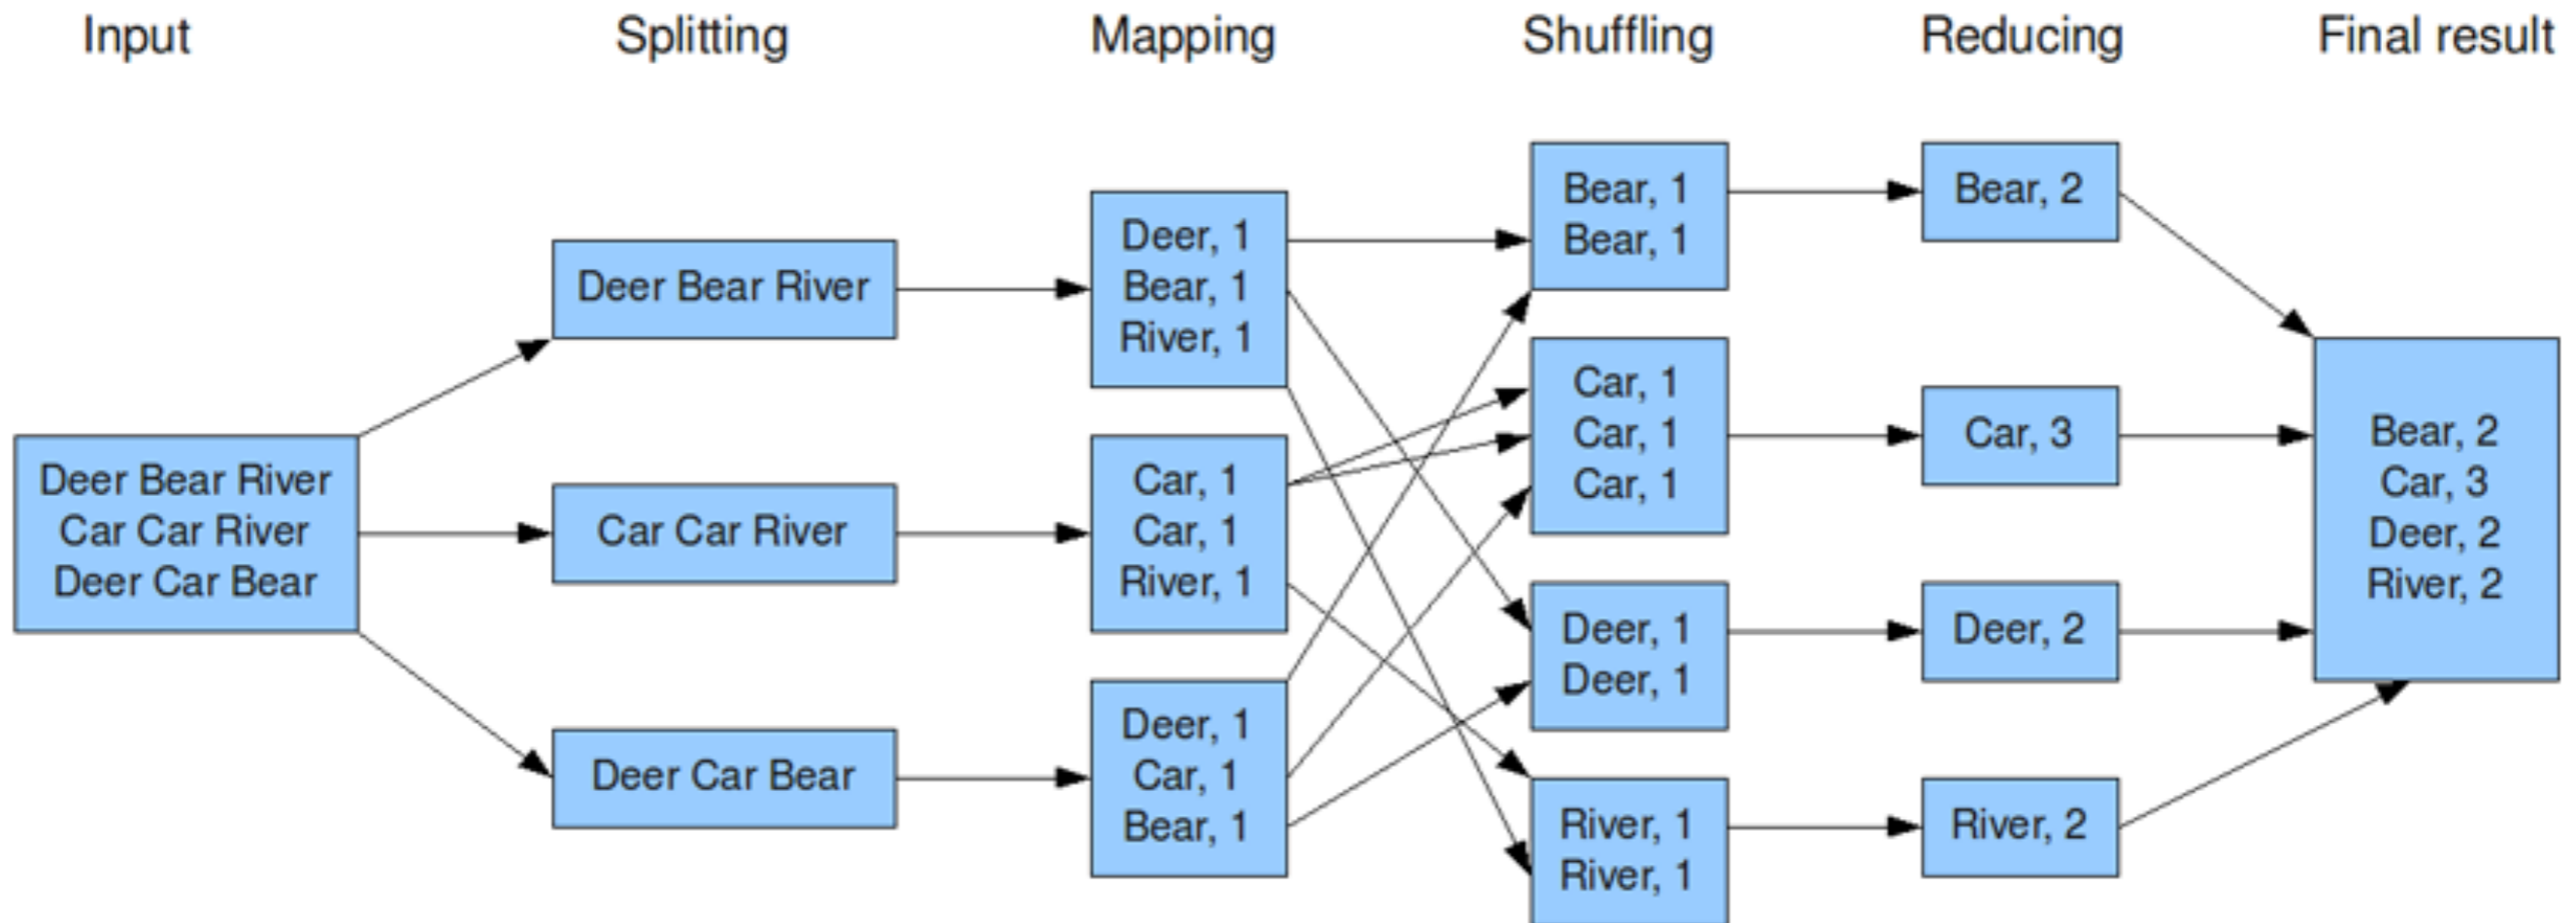 Input
Splitting
Mapping
Shuffling
Reducing
Final result
Deer Bear River
Car Car River
Deer Car Bear
Deer Bear River
Car Car River
Deer Car Bear
Deer, 1
Bear, 1
River, 1
Car, 1
Car, 1
River, 1
Deer, 1
Car, 1
Bear, 1
Bear, 1
Bear, 1
Car, 1
Car, 1
Car, 1
Deer, 1
Deer, 1
River, 1
River, 1
Bear, 2
Car, 3
Deer, 2
River, 2
Bear, 2
Car, 3
Deer, 2
River, 2